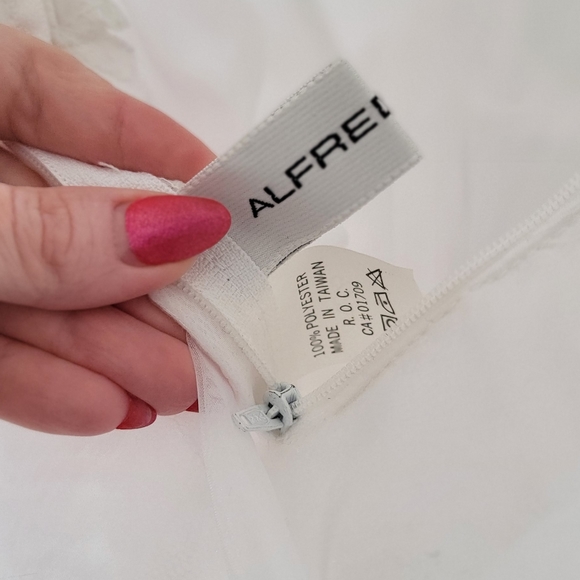 ALFRED
100% POLYESTER
MADE IN TAIWAN
R. O. C.
CA#01709